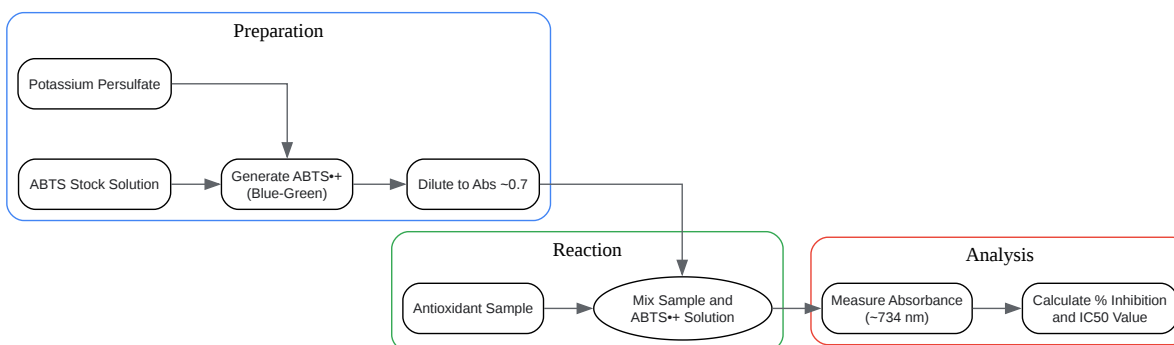 Preparation
Potassium Persulfate
ABTS Stock Solution
Generate ABTS•+
(Blue-Green)
Dilute to Abs ~0.7
Reaction
Antioxidant Sample
Mix Sample and
ABTS•+ Solution
Analysis
Measure Absorbance
(~734 nm)
Calculate % Inhibition
and IC50 Value